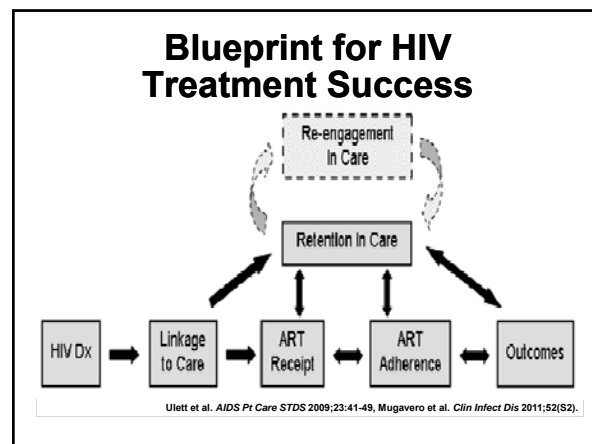 Blueprint for HIV
Treatment Success
Re-engagement
In Care
Retention In Care
HIV Dx
Linkage
to Care
ART
Receipt
ART
Adherence
Outcomes
Ulett et al. AIDS Pt Care STDS 2009;23:41-49, Mugavero et al. Clin Infect Dis 2011;52(S2).